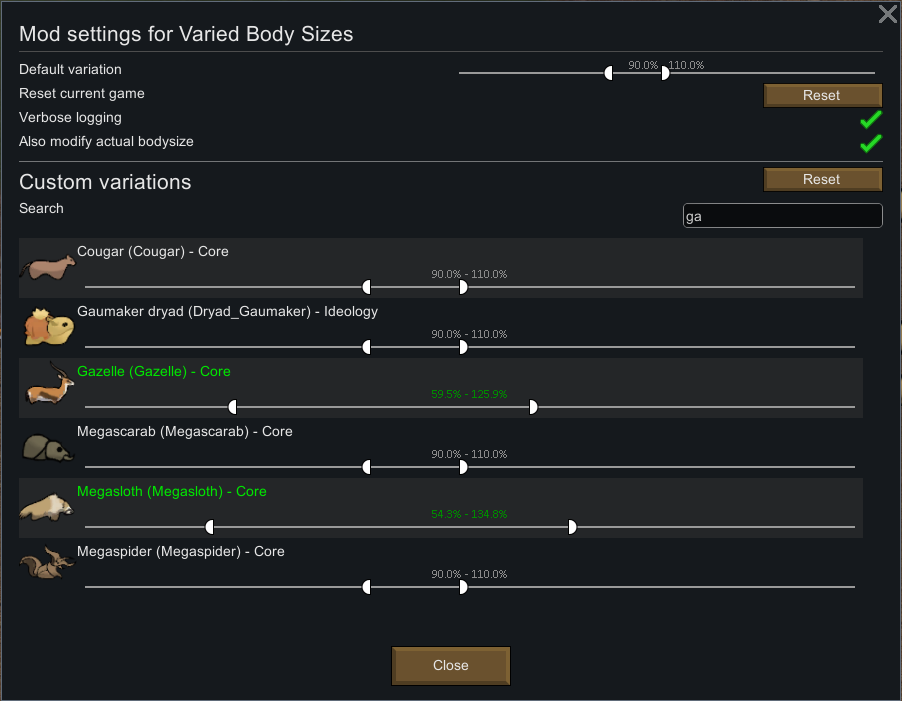 Mod settings for Varied Body Sizes
Default variation
90.0% - 110.0%
Reset current game
Reset
Verbose logging
Also modify actual bodysize
Custom variations
Reset
Search
ga
Cougar (Cougar) - Core
90.0% - 110.0%
Gaumaker dryad (Dryad_Gaumaker) - Ideology
90.0% - 110.0%
Gazelle (Gazelle) - Core
59.5% - 125.9%
Megascarab (Megascarab) - Core
90.0% - 110.0%
Megasloth (Megasloth) - Core
54.3% - 134.8%
Megaspider (Megaspider) - Core
90.0% - 110.0%
Close